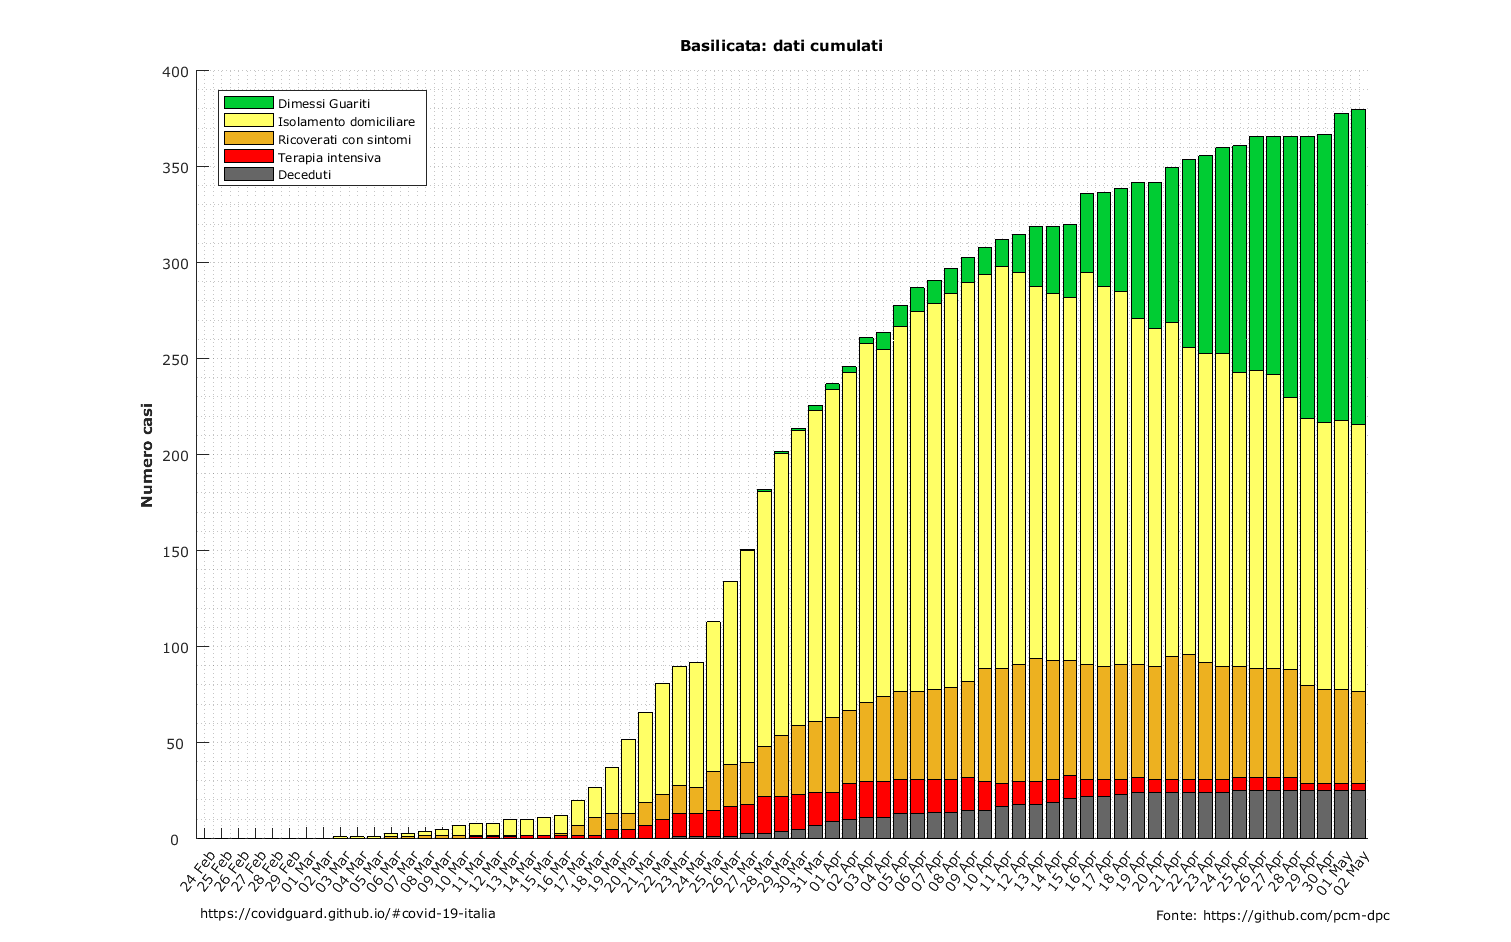 Basilicata: dati cumulati
400
350
300
250
200
150
100
50
0
Numero casi
Dimessi Guariti
Isolamento domiciliare
Ricoverati con sintomi
Terapia intensiva
Deceduti
24 Feb
25 Feb
26 Feb
27 Feb
28 Feb
29 Feb
01 Mar
02 Mar
03 Mar
04 Mar
05 Mar
06 Mar
07 Mar
08 Mar
09 Mar
10 Mar
11 Mar
12 Mar
13 Mar
14 Mar
15 Mar
16 Mar
17 Mar
18 Mar
19 Mar
20 Mar
21 Mar
22 Mar
23 Mar
24 Mar
25 Mar
26 Mar
27 Mar
28 Mar
29 Mar
30 Mar
31 Mar
01 Apr
02 Apr
03 Apr
04 Apr
05 Apr
06 Apr
07 Apr
08 Apr
09 Apr
10 Apr
11 Apr
12 Apr
13 Apr
14 Apr
15 Apr
16 Apr
17 Apr
18 Apr
19 Apr
20 Apr
21 Apr
22 Apr
23 Apr
24 Apr
25 Apr
26 Apr
27 Apr
28 Apr
29 Apr
30 Apr
01 May
02 May
https://covidguard.github.io/#covid-19-italia
Fonte: https://github.com/pcm-dpc